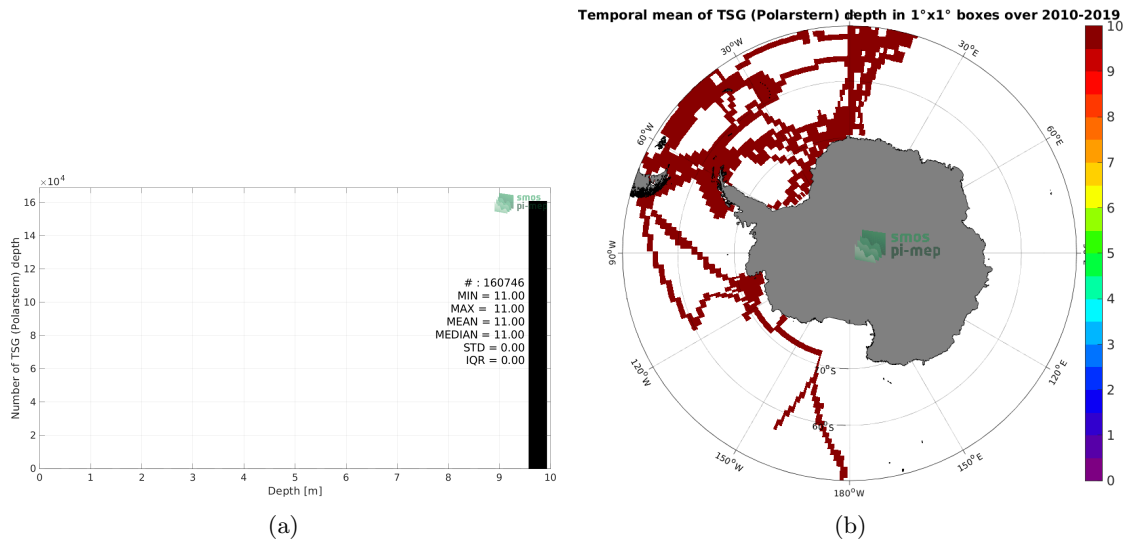 Temporal mean of TSG (Polarstern) depth in 1°x1° boxes over 2010-2019
×10⁴
Number of TSG (Polarstern) depth
16
14
12
10
8
6
4
2
0
smos
pi-mep
# : 160746
MIN = 11.00
MAX = 11.00
MEAN = 11.00
MEDIAN = 11.00
STD = 0.00
IQR = 0.00
0 1 2 3 4 5 6 7 8 9 10
Depth [m]
(a)
30°W
30°E
60°W
60°E
90°W
120°W
120°E
150°W
150°E
180°W
70°S
60°S
smos
pi-mep
10
9
8
7
6
5
4
3
2
1
0
(b)